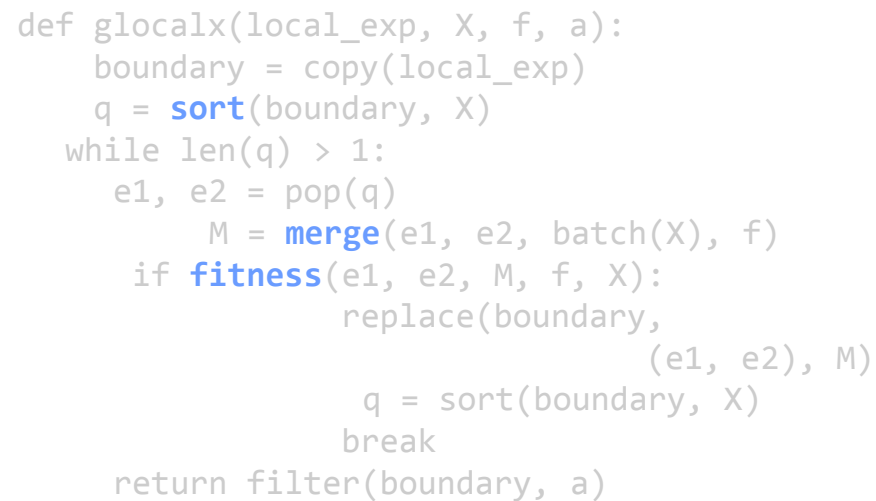 def glocalx(local_exp, X, f, a):
boundary = copy(local_exp)
q = sort(boundary, X)
while len(q) > 1:
e1, e2 = pop(q)
M = merge(e1, e2, batch(X), f)
if fitness(e1, e2, M, f, X):
replace(boundary,
(e1, e2), M)
q = sort(boundary, X)
break
return filter(boundary, a)